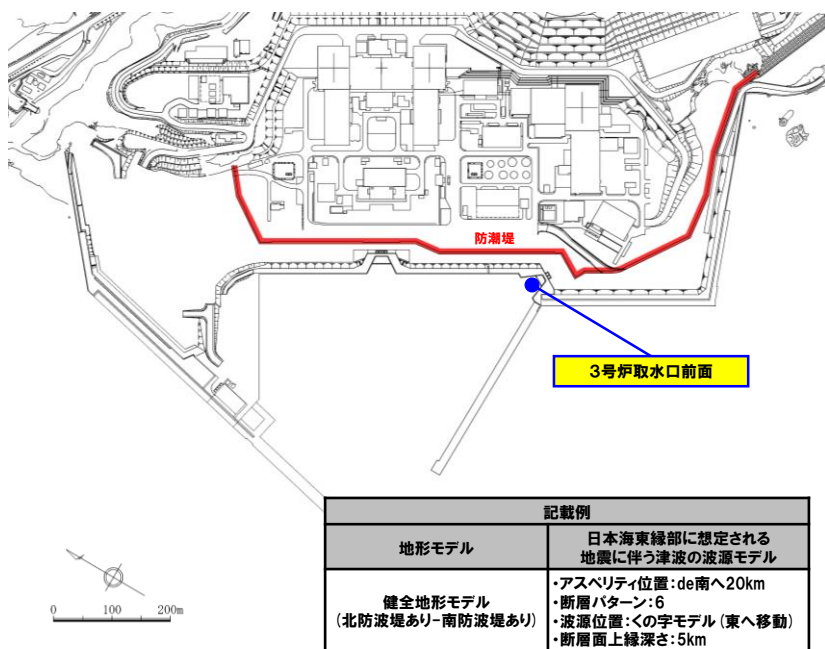 防潮堤
3号炉取水口前面
0 100 200m
記載例
地形モデル
日本海東縁部に想定される
地震に伴う津波の波源モデル
健全地形モデル
(北防波堤あり-南防波堤あり)
・アスペリティ位置:de南へ20km
・断層パターン:6
・波源位置:くの字モデル(東へ移動)
・断層面上縁深さ:5km